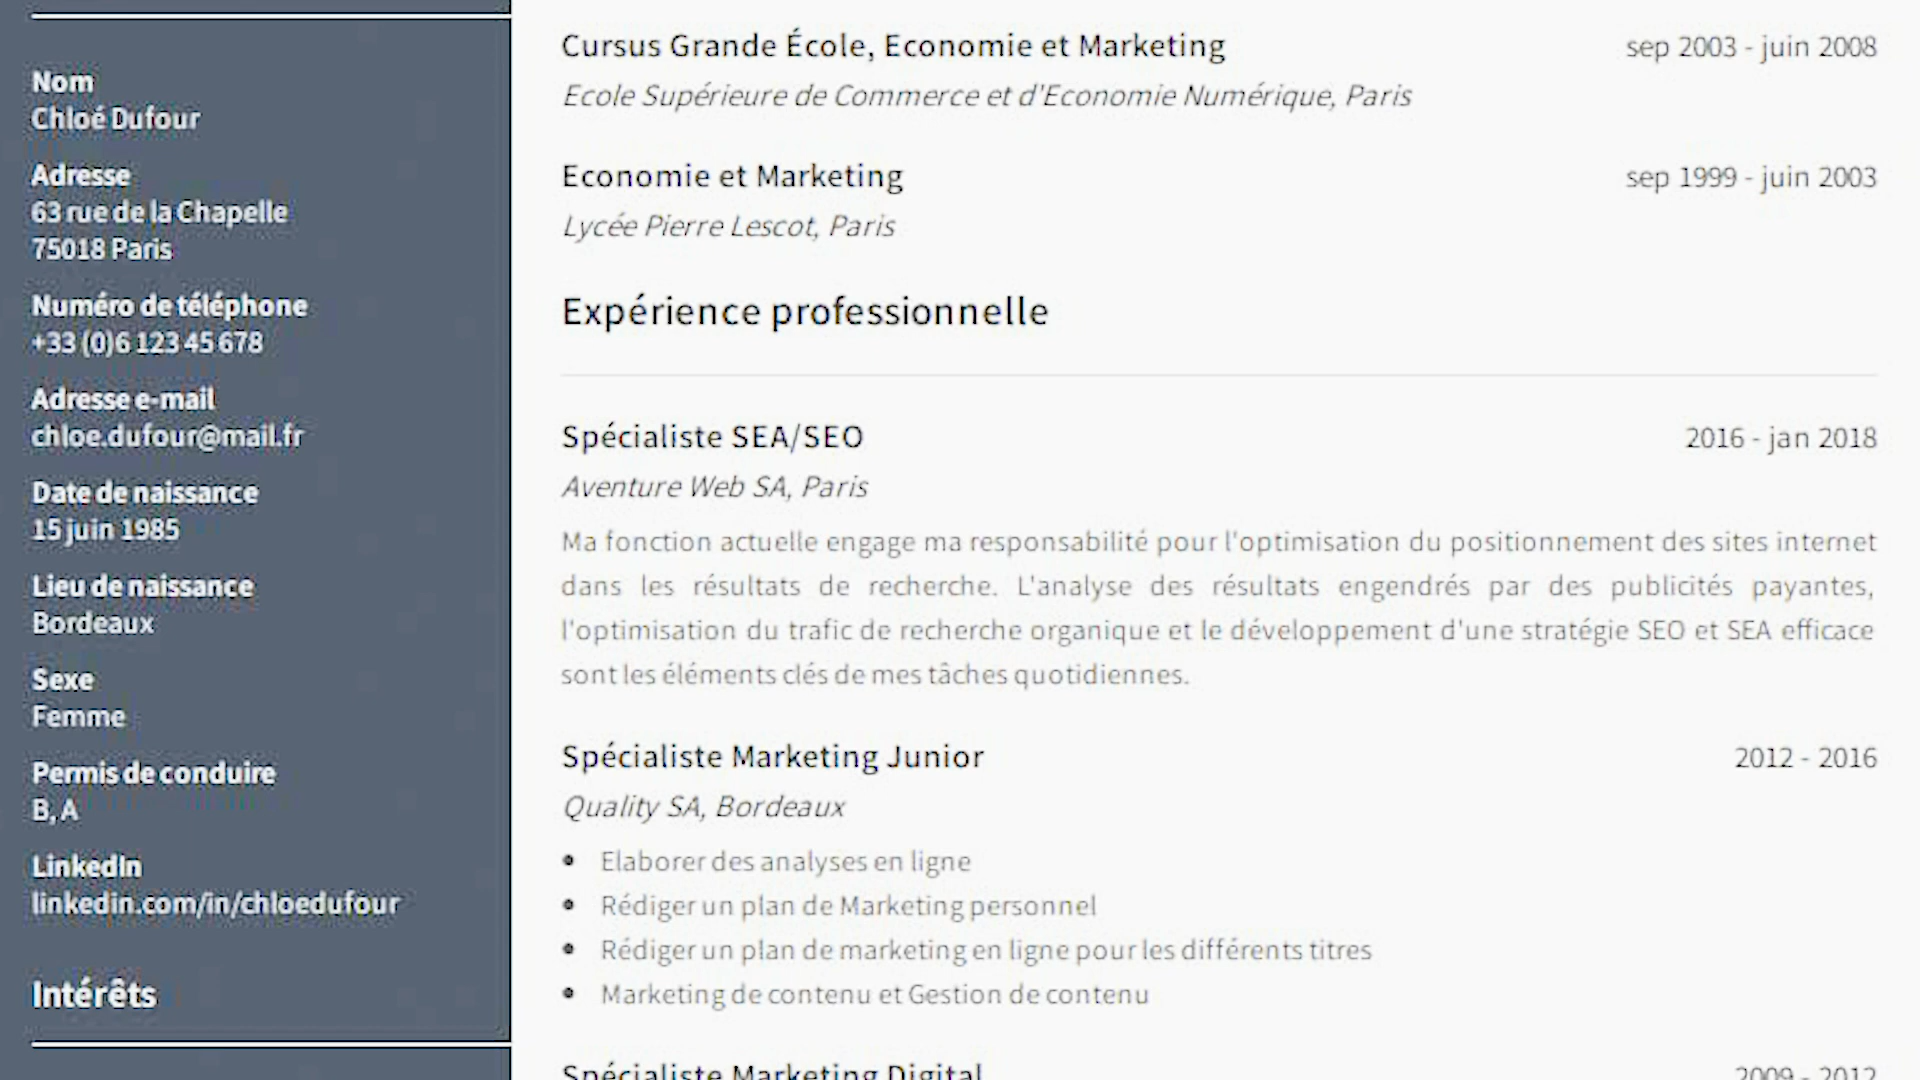 Nom
Chloé Dufour
Adresse
63 rue de la Chapelle
75018 Paris
Numéro de téléphone
+33 (0)6 123 45 678
Adresse e-mail
chloe.dufour@mail.fr
Date de naissance
15 juin 1985
Lieu de naissance
Bordeaux
Sexe
Femme
Permis de conduire
B, A
LinkedIn
linkedin.com/in/chloedufour
Intérêts
Cursus Grande École, Economie et Marketing sep 2003 - juin 2008
Ecole Supérieure de Commerce et d'Economie Numérique, Paris
Economie et Marketing sep 1999 - juin 2003
Lycée Pierre Lescot, Paris
Expérience professionnelle
Spécialiste SEA/SEO 2016 - jan 2018
Aventure Web SA, Paris
Ma fonction actuelle engage ma responsabilité pour l'optimisation du positionnement des sites internet
dans les résultats de recherche. L'analyse des résultats engendrés par des publicités payantes,
l'optimisation du trafic de recherche organique et le développement d'une stratégie SEO et SEA efficace
sont les éléments clés de mes tâches quotidiennes.
Spécialiste Marketing Junior 2012 - 2016
Quality SA, Bordeaux
• Elaborer des analyses en ligne
• Rédiger un plan de Marketing personnel
• Rédiger un plan de marketing en ligne pour les différents titres
• Marketing de contenu et Gestion de contenu
Spécialiste Marketing Digital 2009 - 2012